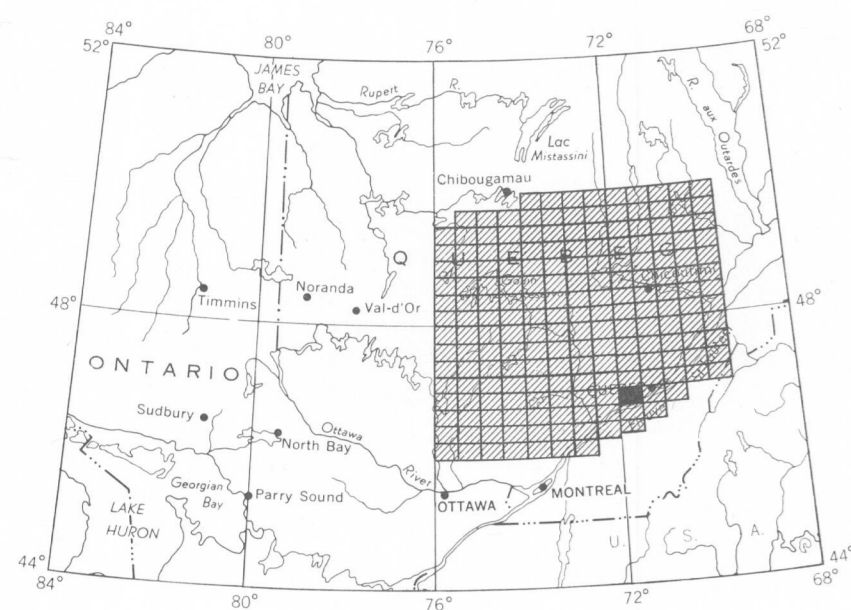 84° 80° 76° 72° 68°
52° 52°
JAMES
BAY
Rupert R.
R. aux Outardes
Lac
Mistassini
Chibougamau
Q U E B E C
Chicoutimi
Noranda
Timmins
Val-d'Or
48° 48°
ONTARIO
QUEBEC
Sudbury
Ottawa River
North Bay
Georgian
Bay
Parry Sound
OTTAWA
MONTREAL
LAKE
HURON
U. S. A.
44° 44°
84° 80° 76° 72° 68°